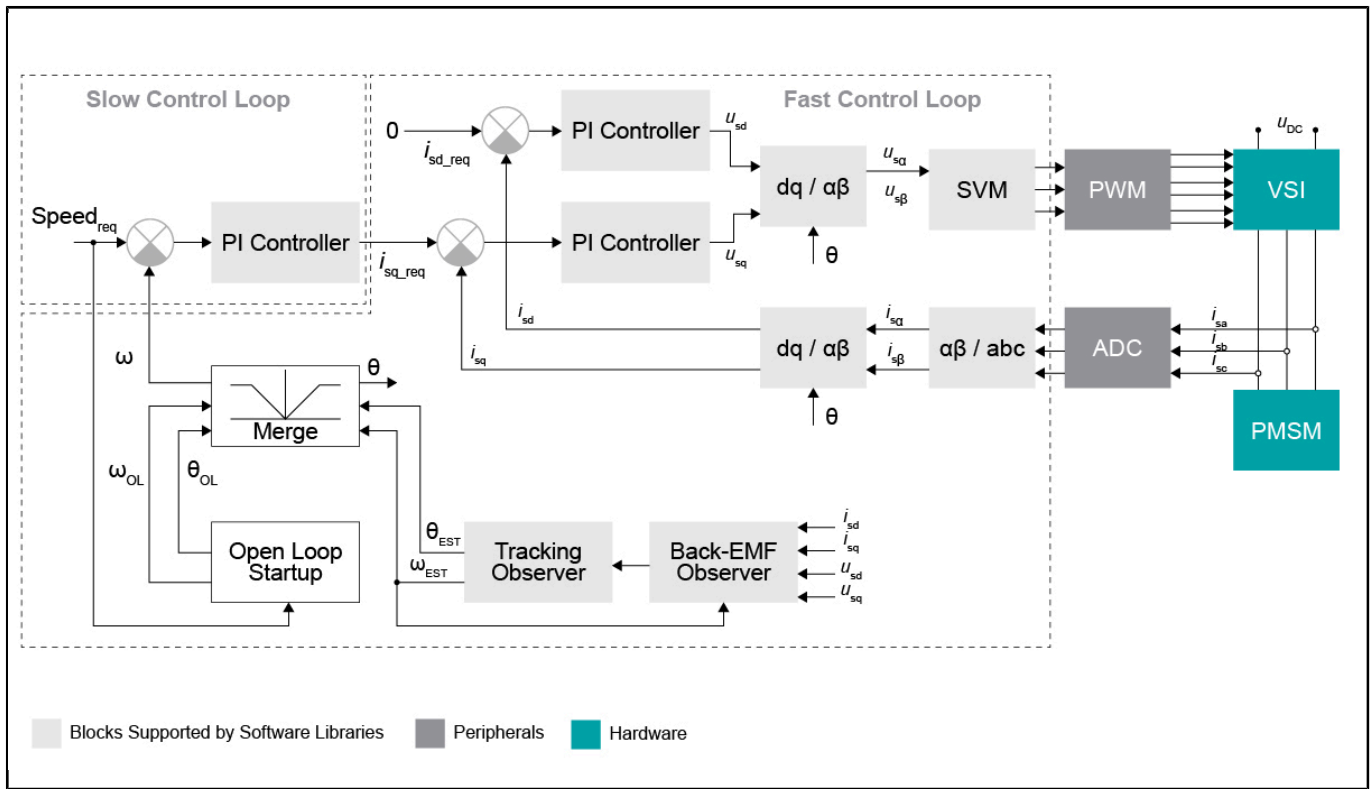 Slow Control Loop
Fast Control Loop
0
i_sd_req
PI Controller
u_sd
dq / αβ
θ
u_sα
u_sβ
SVM
PWM
u_DC
VSI
Speed_req
PI Controller
i_sq_req
PI Controller
u_sq
i_sd
i_sq
dq / αβ
θ
i_sα
i_sβ
αβ / abc
ADC
i_sa
i_sb
i_sc
PMSM
ω
θ
Merge
ω_OL
θ_OL
Open Loop
Startup
θ_EST
ω_EST
Tracking
Observer
Back-EMF
Observer
i_sd
i_sq
u_sd
u_sq
Blocks Supported by Software Libraries
Peripherals
Hardware